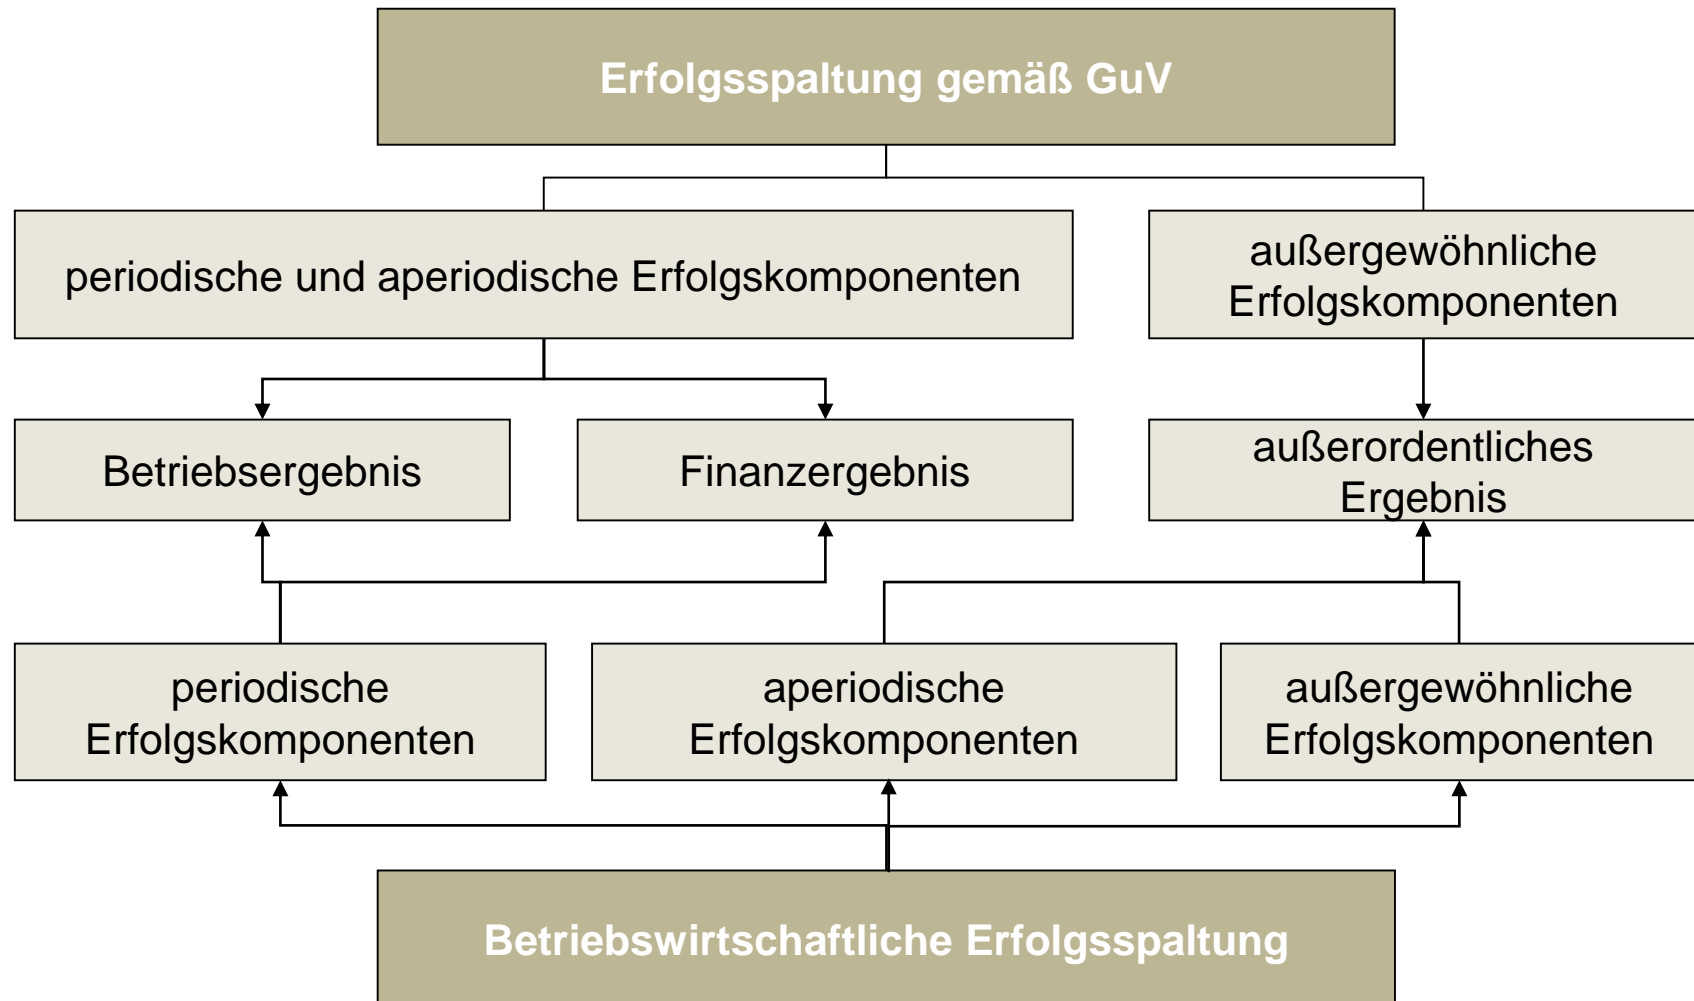 Erfolgsspaltung gemäß GuV
periodische und aperiodische Erfolgskomponenten
außergewöhnliche
Erfolgskomponenten
Betriebsergebnis
Finanzergebnis
außerordentliches
Ergebnis
periodische
Erfolgskomponenten
aperiodische
Erfolgskomponenten
außergewöhnliche
Erfolgskomponenten
Betriebswirtschaftliche Erfolgsspaltung